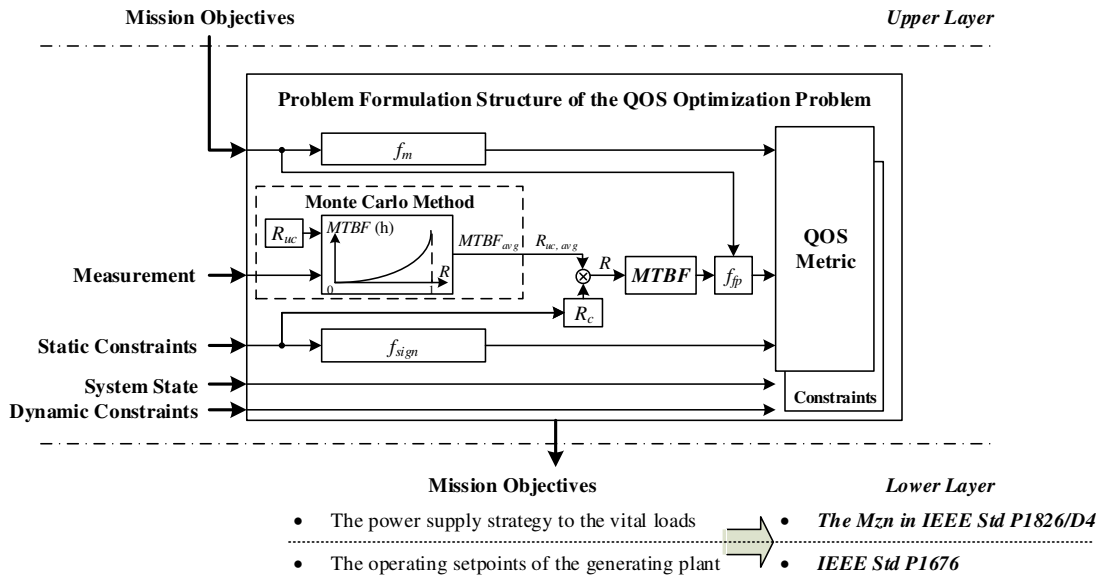 Mission Objectives
Upper Layer
Problem Formulation Structure of the QOS Optimization Problem
f_m
Monte Carlo Method
R_uc
MTBF (h)
R
0
1
MTBF_avg
R_uc, avg
R
MTBF
f_fp
QOS
Metric
Measurement
R_c
Static Constraints
f_sign
System State
Constraints
Dynamic Constraints
Mission Objectives
Lower Layer
• The power supply strategy to the vital loads
• The Mzn in IEEE Std P1826/D4
• The operating setpoints of the generating plant
• IEEE Std P1676